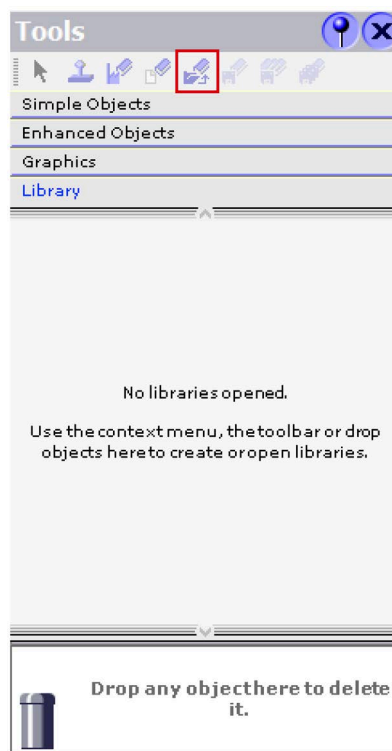 Tools
Simple Objects
Enhanced Objects
Graphics
Library
No libraries opened.
Use the context menu, the toolbar or drop
objects here to create or open libraries.
Drop any object here to delete
it.